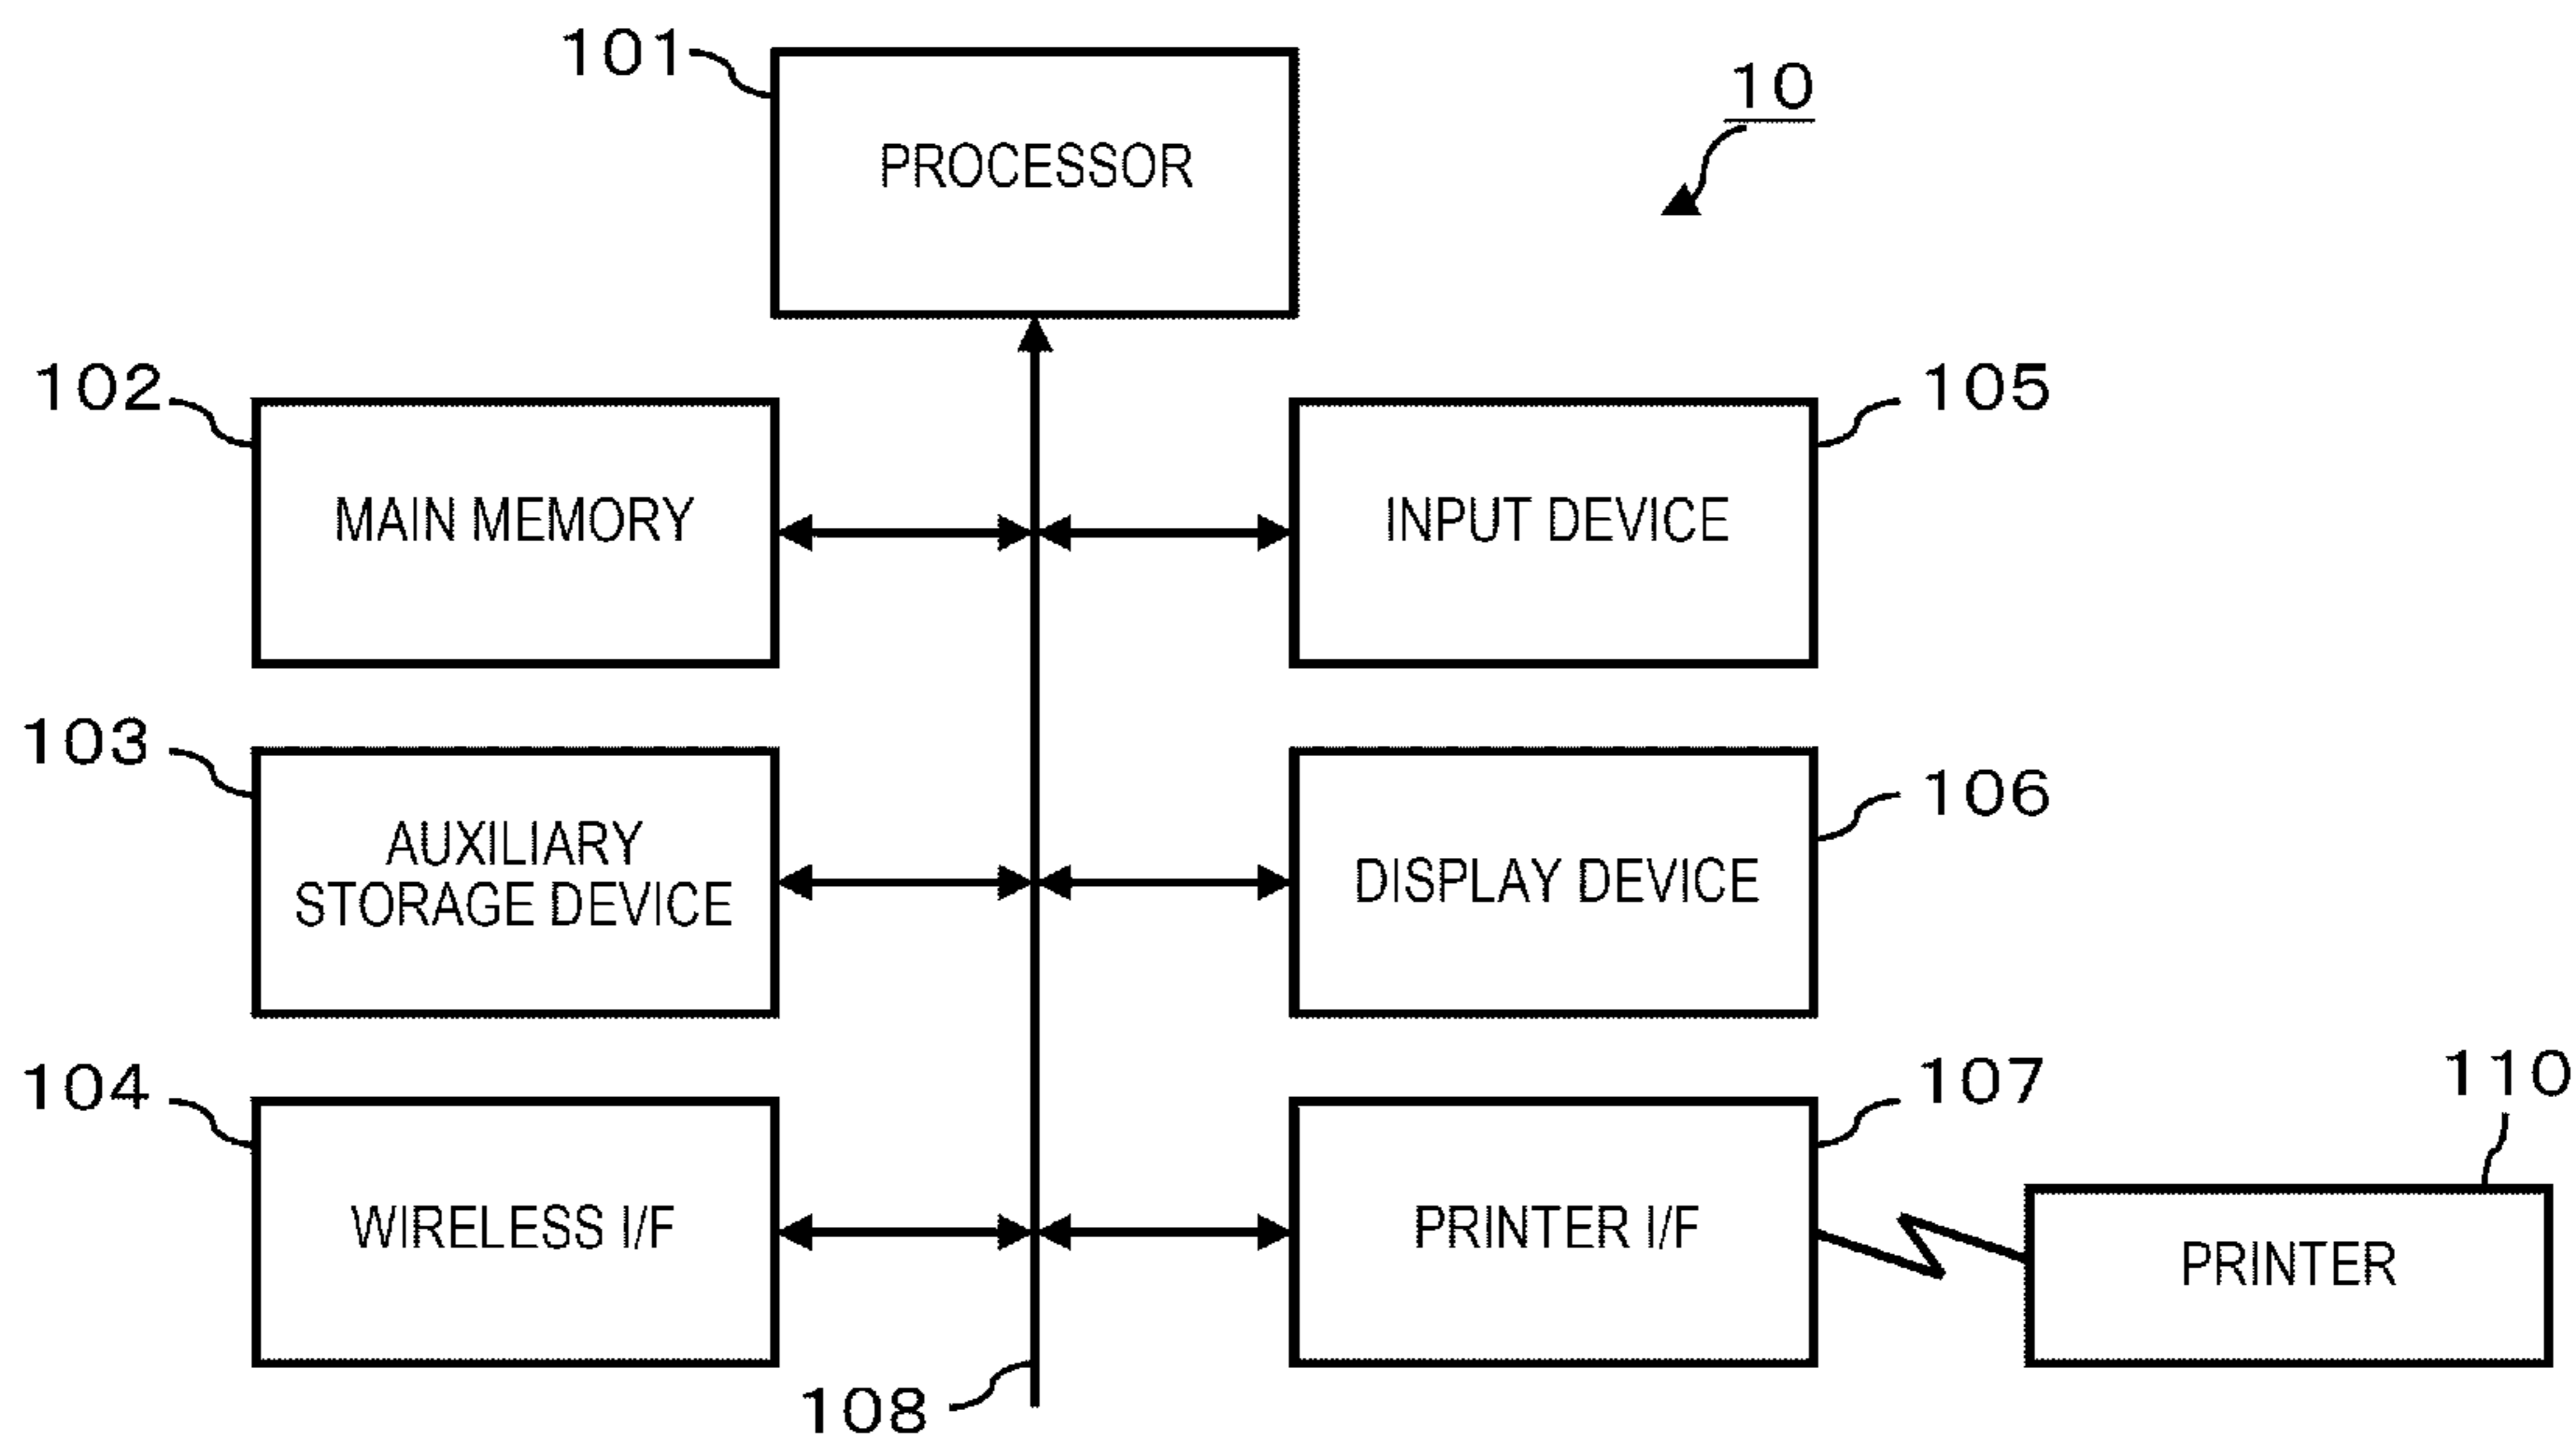 101
PROCESSOR
10
102
MAIN MEMORY
105
INPUT DEVICE
103
AUXILIARY
STORAGE DEVICE
106
DISPLAY DEVICE
104
WIRELESS I/F
107
PRINTER I/F
110
PRINTER
108